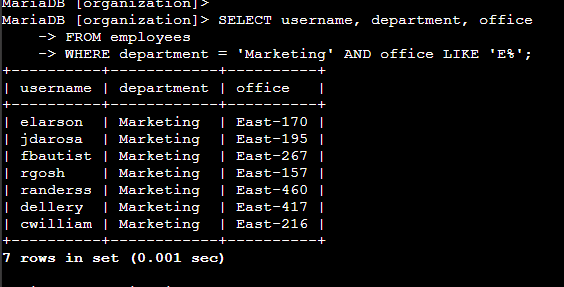 MariaDB [organization]>
MariaDB [organization]> SELECT username, department, office
    -> FROM employees
    -> WHERE department = 'Marketing' AND office LIKE 'E%';
+----------+------------+----------+
| username | department | office   |
+----------+------------+----------+
| elarson  | Marketing  | East-170 |
| jdarosa  | Marketing  | East-195 |
| fbautist | Marketing  | East-267 |
| rgosh    | Marketing  | East-157 |
| randerss | Marketing  | East-460 |
| dellery  | Marketing  | East-417 |
| cwilliam | Marketing  | East-216 |
+----------+------------+----------+
7 rows in set (0.001 sec)